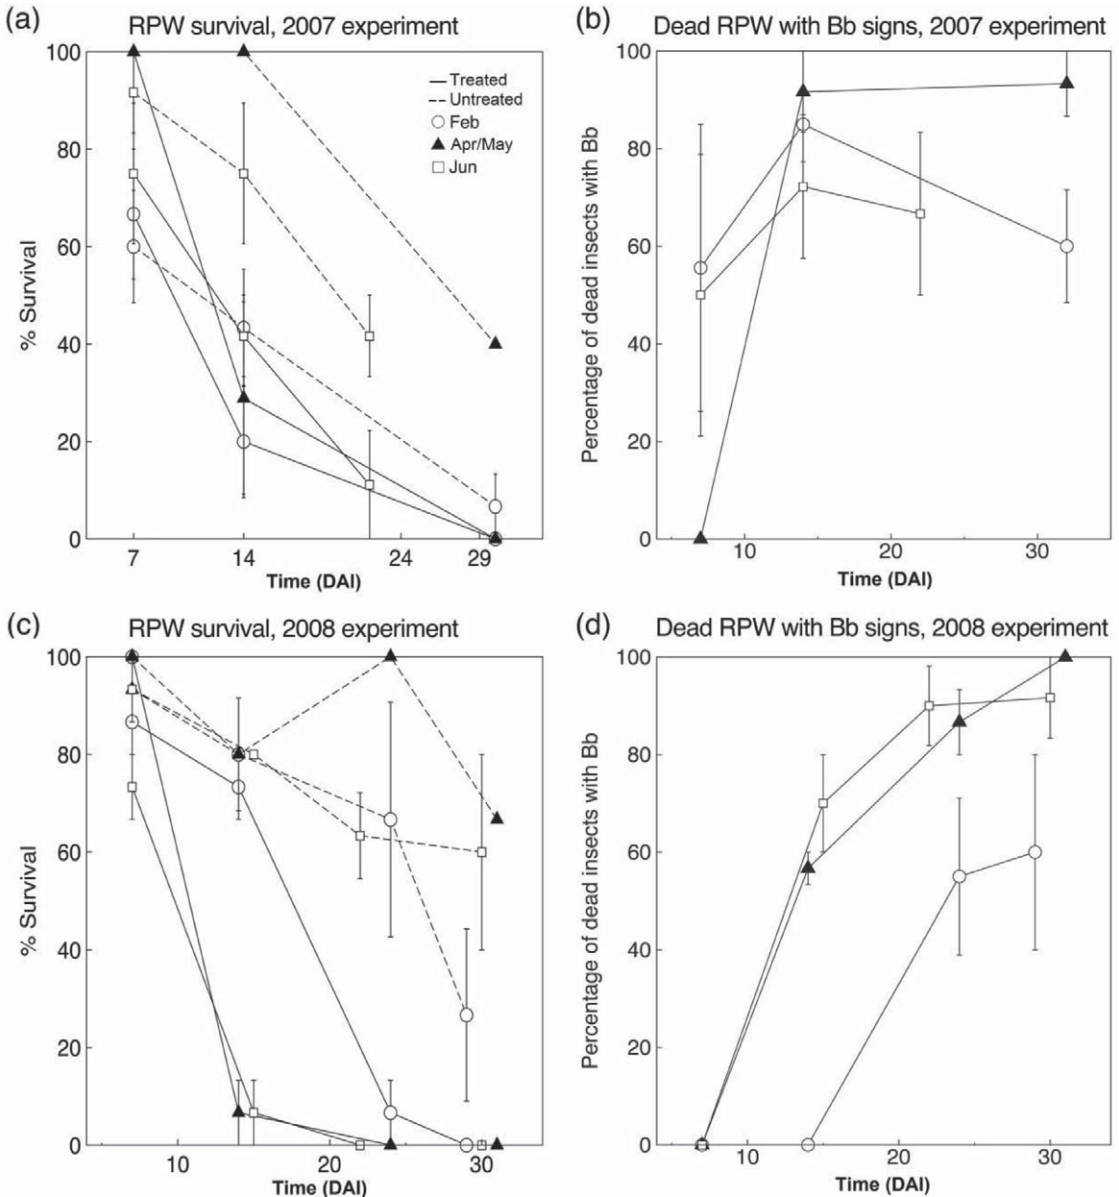 (a)
RPW survival, 2007 experiment
100
80
60
40
20
0
% Survival
Treated
Untreated
Feb
Apr/May
Jun
7
14
24
29
Time (DAI)
(b)
Dead RPW with Bb signs, 2007 experiment
100
80
60
40
20
0
Percentage of dead insects with Bb
10
20
30
Time (DAI)
(c)
RPW survival, 2008 experiment
100
80
60
40
20
0
% Survival
10
20
30
Time (DAI)
(d)
Dead RPW with Bb signs, 2008 experiment
100
80
60
40
20
0
Percentage of dead insects with Bb
10
20
30
Time (DAI)